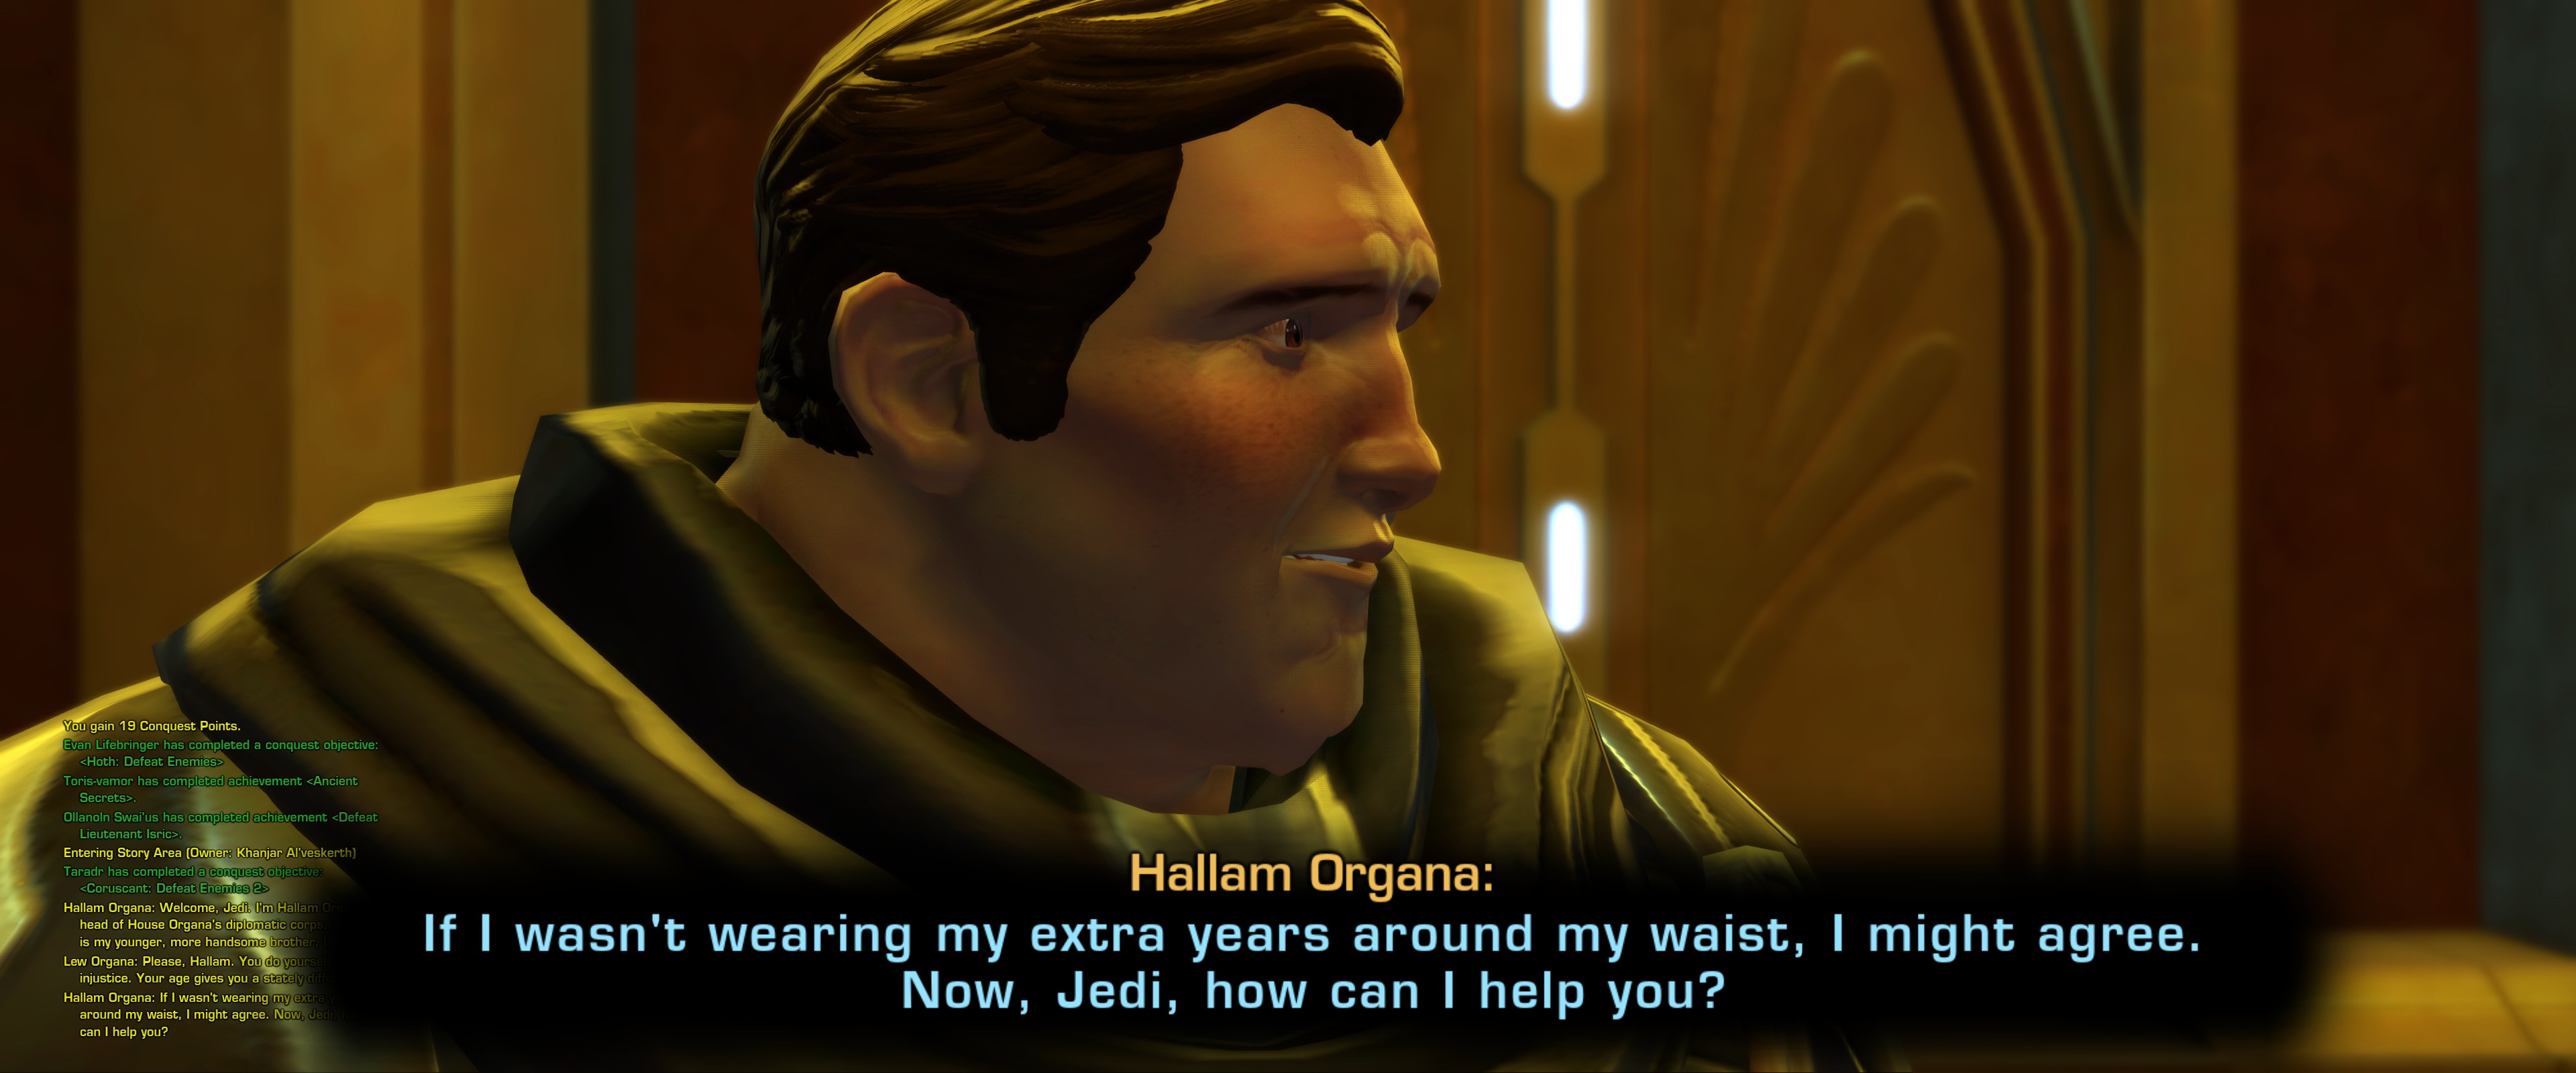 You gain 19 Conquest Points.
Evan Lifebringer has completed a conquest objective:
<Hoth: Defeat Enemies>
Toris-vamor has completed achievement <Ancient
Secrets>.
Ollanoln Swai'us has completed achievement <Defeat
Lieutenant Isric>.
Entering Story Area (Owner: Khanjar Al'veskerth)
Taradr has completed a conquest objective:
<Coruscant: Defeat Enemies 2>
Hallam Organa: Welcome, Jedi. I'm Hallam
head of House Organa's diplomatic corps.
is my younger, more handsome brother,
Lew Organa: Please, Hallam. You do
injustice. Your age gives you a stately
Hallam Organa: If I wasn't wearing my extra
around my waist, I might agree. Now, Jedi,
can I help you?
Hallam Organa:
If I wasn't wearing my extra years around my waist, I might agree.
Now, Jedi, how can I help you?